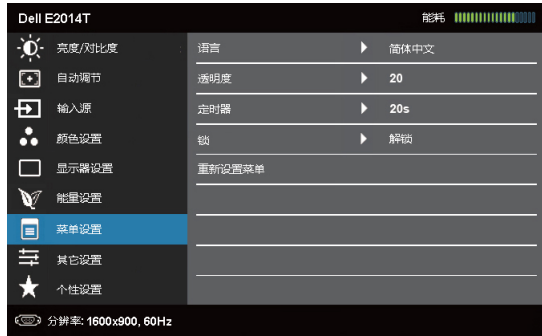 Dell E2014T 能耗
亮度/对比度 语言 简体中文
自动调节 透明度 20
输入源 定时器 20s
颜色设置 锁 解锁
显示器设置 重新设置菜单
能量设置
菜单设置
其它设置
个性设置
分辨率: 1600x900, 60Hz